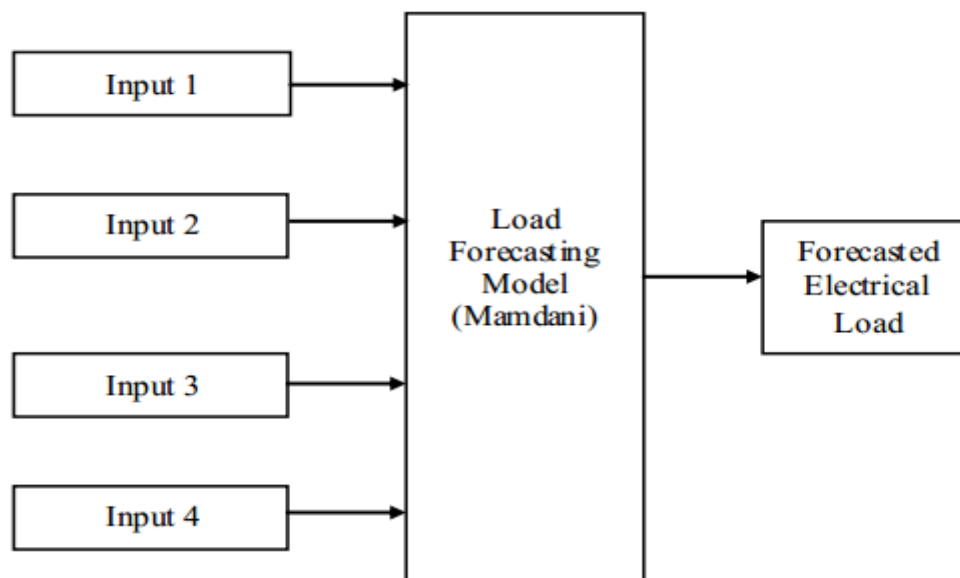 Input 1
Input 2
Input 3
Input 4
Load
Forecasting
Model
(Mamdani)
Forecasted
Electrical
Load